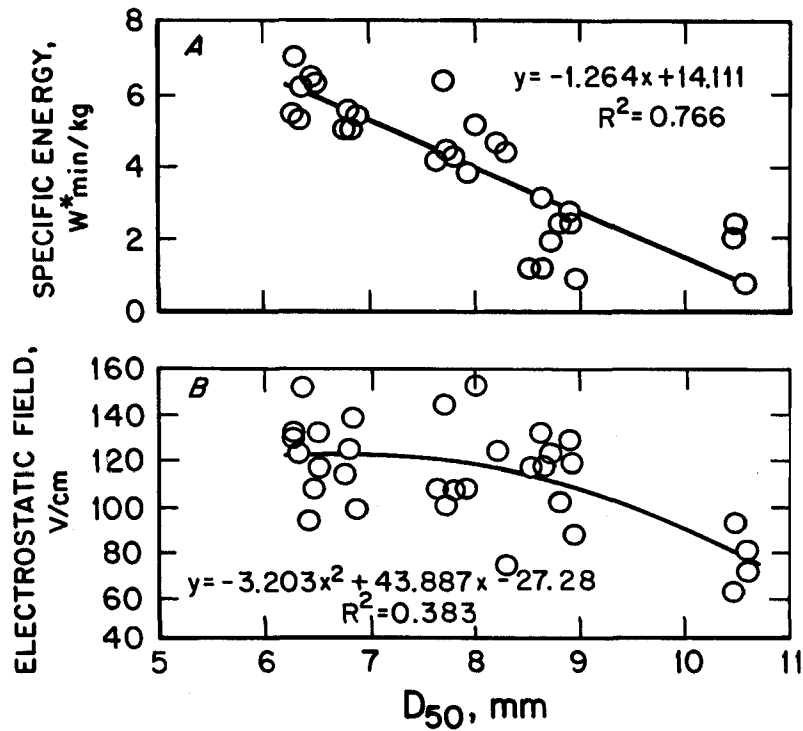 SPECIFIC ENERGY,
W*min/kg
8
6
4
2
0
A
y= -1.264x+14.111
R²=0.766
ELECTROSTATIC FIELD,
V/cm
160
140
120
100
80
60
40
B
y= -3.203x² + 43.887x - 27.28
R²=0.383
5 6 7 8 9 10 11
D₅₀, mm